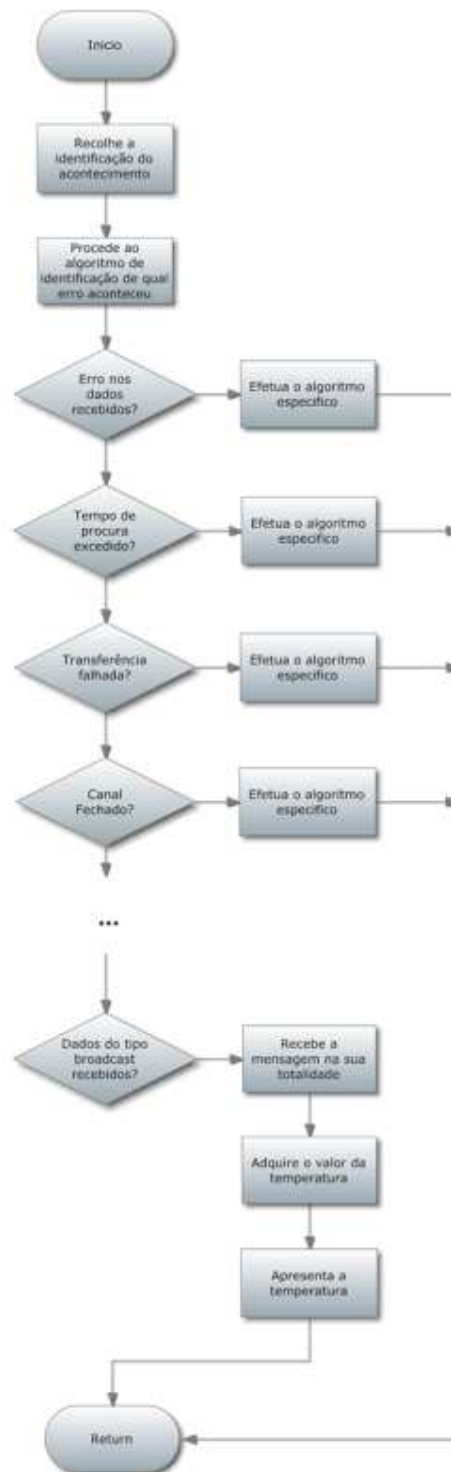 Inicio
Recolhe a
identificação do
acontecimento
Procede ao
algoritmo de
identificação de qual
erro aconteceu
Erro nos
dados
recebidos?
Efetua o algoritmo
especifico
Tempo de
procura
excedido?
Efetua o algoritmo
especifico
Transferência
falhada?
Efetua o algoritmo
especifico
Canal
Fechado?
Efetua o algoritmo
especifico
...
Dados do tipo
broadcast
recebidos?
Recebe a
mensagem na sua
totalidade
Adquire o valor da
temperatura
Apresenta a
temperatura
Return